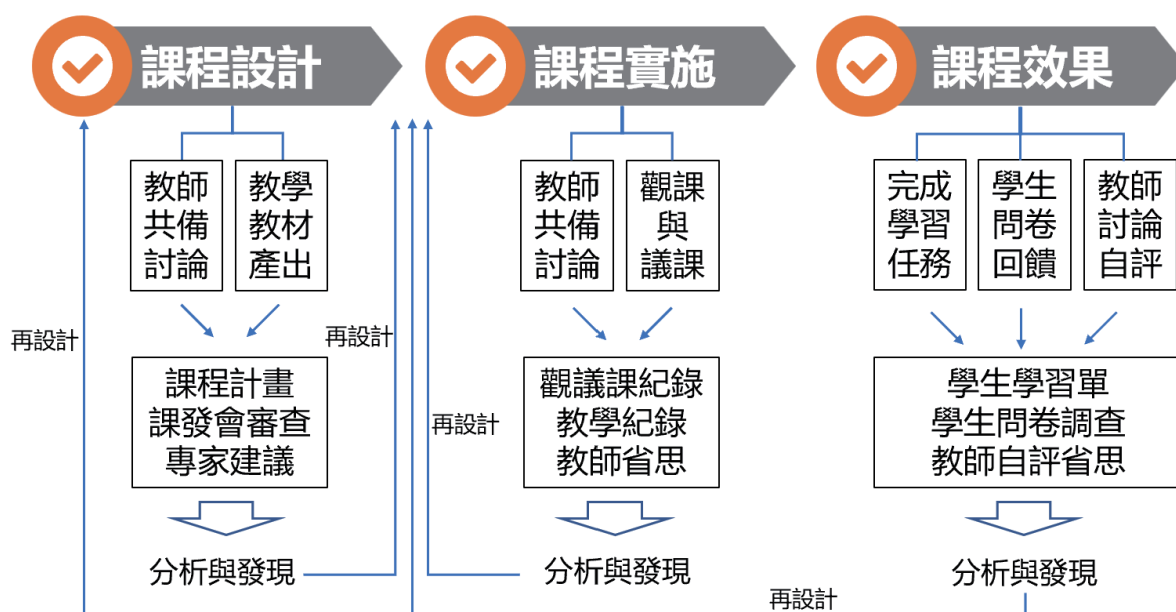 課程設計
教師
共備
討論
教學
教材
產出
再設計
課程計畫
課發會審查
專家建議
分析與發現
再設計
課程實施
教師
共備
討論
觀課
與
議課
再設計
觀議課紀錄
教學紀錄
教師省思
分析與發現
課程效果
完成
學習
任務
學生
問卷
回饋
教師
討論
自評
學生學習單
學生問卷調查
教師自評省思
分析與發現
再設計